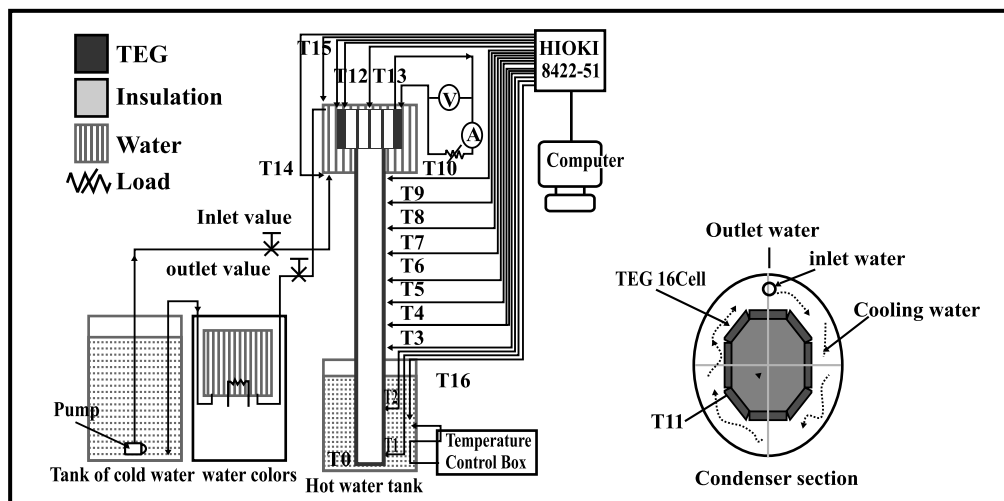 TEG
Insulation
Water
Load
T15
T12 T13
HIOKI
8422-51
V
A
Computer
T14
T10
T9
T8
T7
T6
T5
T4
T3
T16
T2
T1
T0
Inlet value
outlet value
Pump
Tank of cold water
water colors
Hot water tank
Temperature
Control Box
Outlet water
inlet water
TEG 16Cell
Cooling water
T11
Condenser section